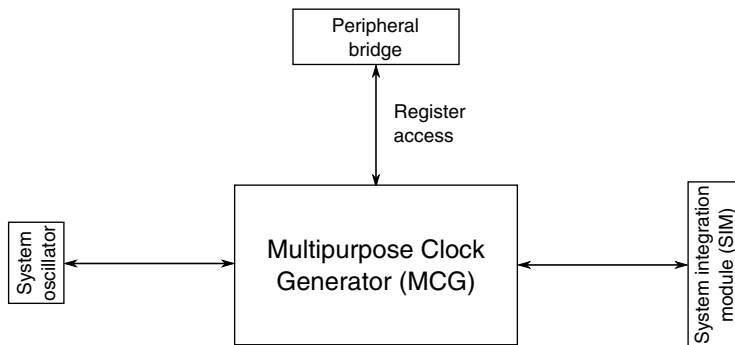 Peripheral
bridge
Register
access
Multipurpose Clock
Generator (MCG)
System
oscillator
System integration
module (SIM)